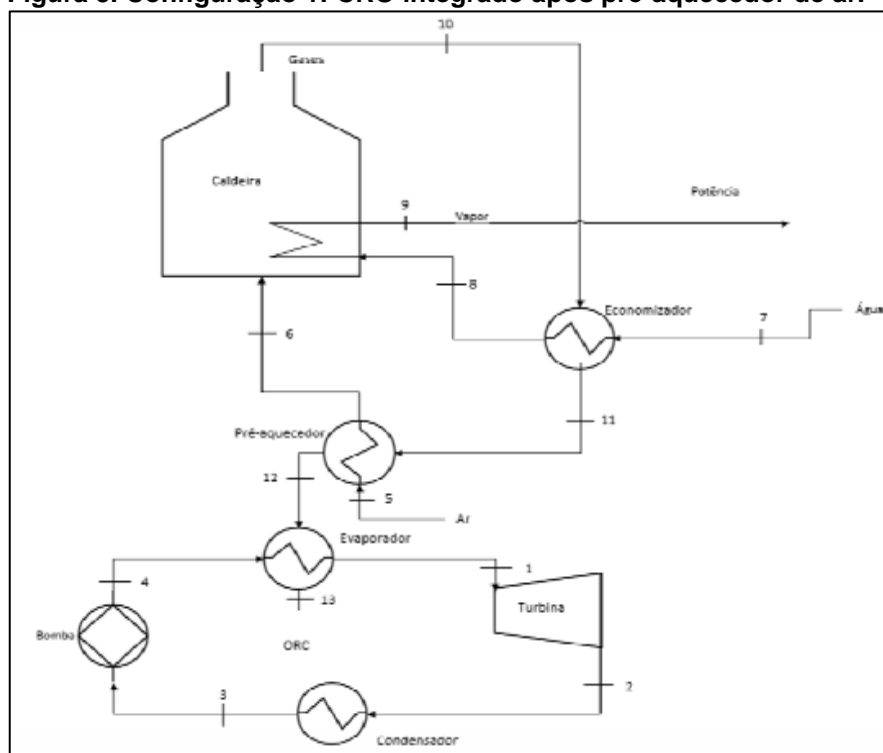 Figura 3. Configuração 1. ORC integrado após pré-aquecedor de ar.
10
Gases
Caldeira
Potência
9
Vapor
8
Economizador
7
Água
6
11
Pré-aquecedor
12
5
Ar
Evaporador
4
1
13
Turbina
Bomba
ORC
3
2
Condensador